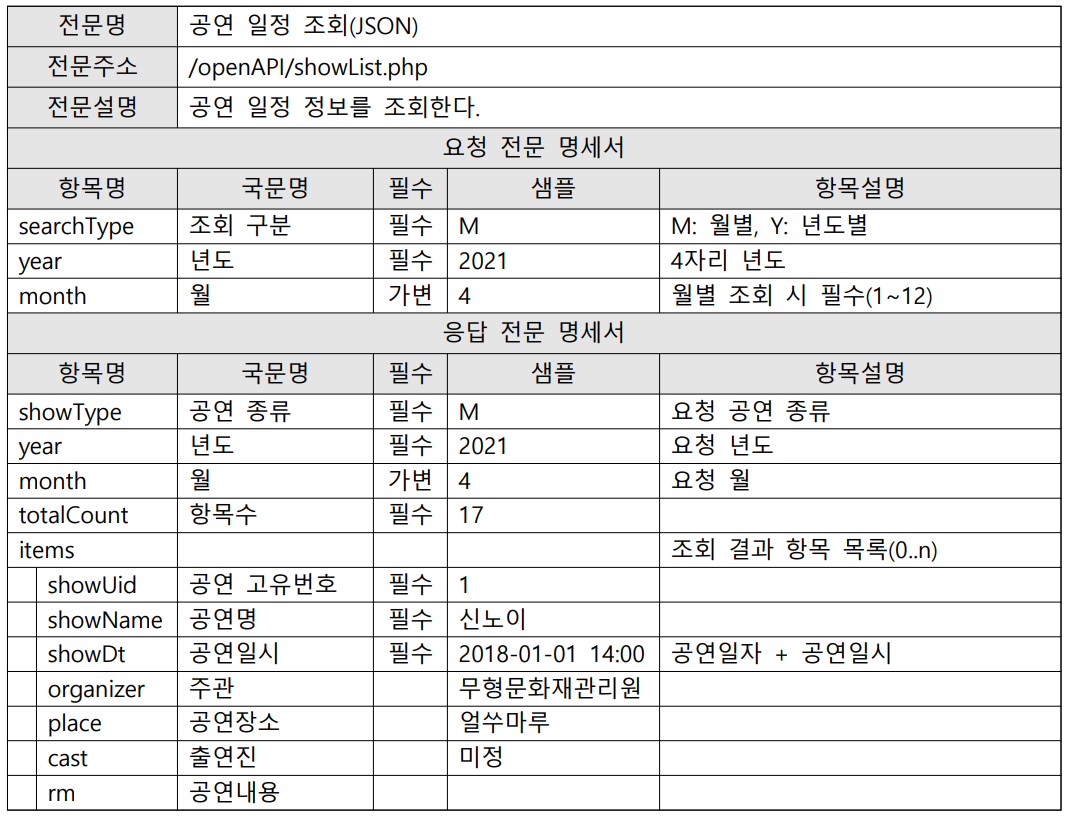 전문명 공연 일정 조회(JSON)
전문주소 /openAPI/showList.php
전문설명 공연 일정 정보를 조회한다.
요청 전문 명세서
항목명 국문명 필수 샘플 항목설명
searchType 조회 구분 필수 M M: 월별, Y: 년도별
year 년도 필수 2021 4자리 년도
month 월 가변 4 월별 조회 시 필수(1~12)
응답 전문 명세서
항목명 국문명 필수 샘플 항목설명
showType 공연 종류 필수 M 요청 공연 종류
year 년도 필수 2021 요청 년도
month 월 가변 4 요청 월
totalCount 항목수 필수 17
items 조회 결과 항목 목록(0..n)
showUid 공연 고유번호 필수 1
showName 공연명 필수 신노이
showDt 공연일시 필수 2018-01-01 14:00 공연일자 + 공연일시
organizer 주관 무형문화재관리원
place 공연장소 얼쑤마루
cast 출연진 미정
rm 공연내용